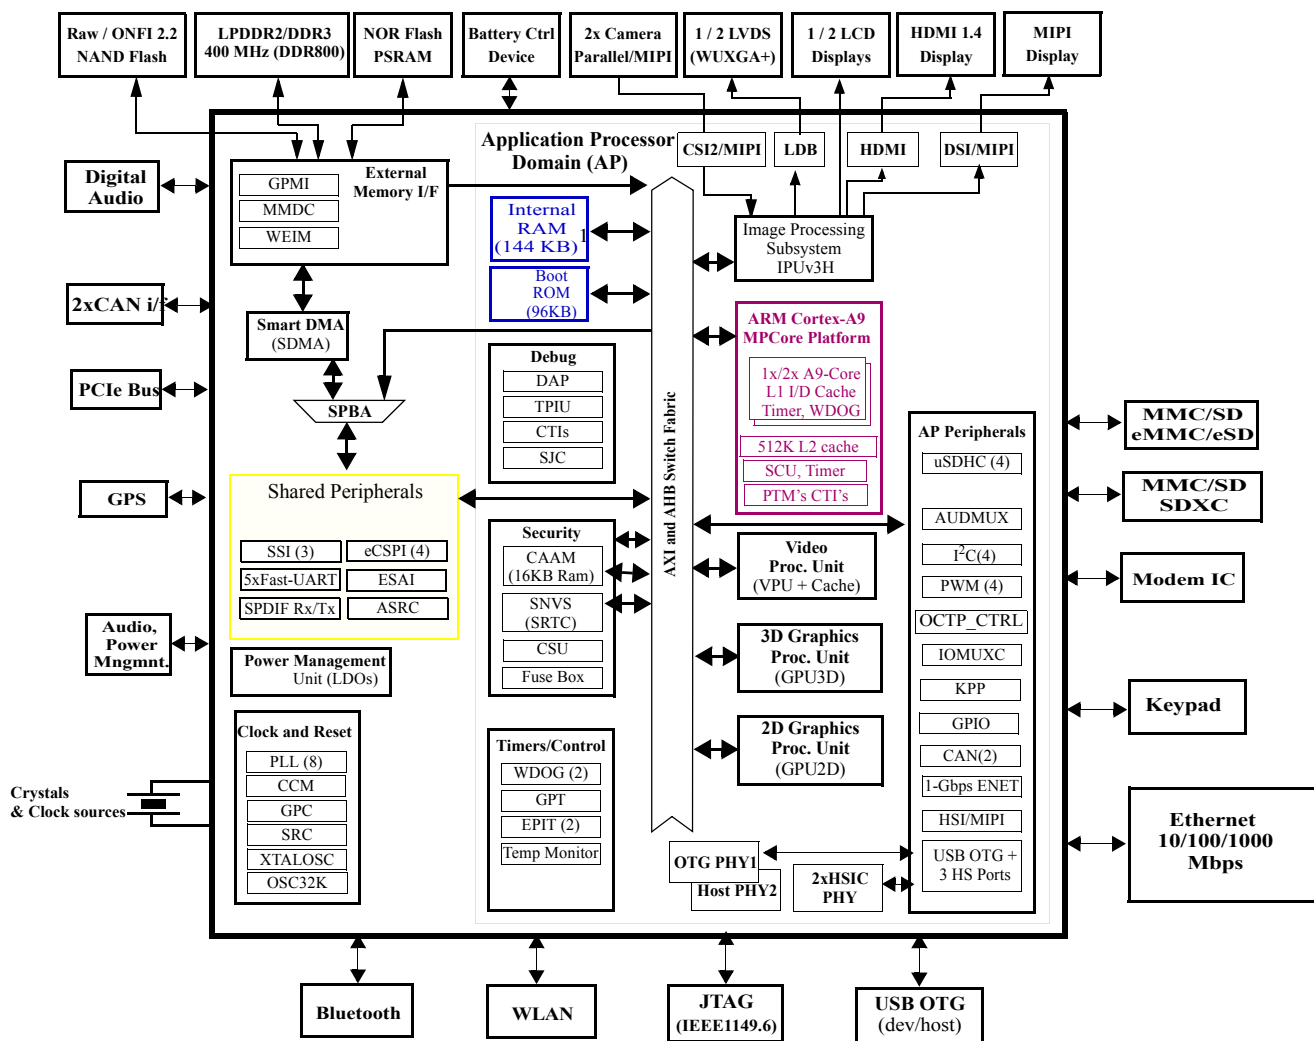 Raw / ONFI 2.2
NAND Flash
LPDDR2/DDR3
400 MHz (DDR800)
NOR Flash
PSRAM
Battery Ctrl
Device
2x Camera
Parallel/MIPI
1 / 2 LVDS
(WUXGA+)
1 / 2 LCD
Displays
HDMI 1.4
Display
MIPI
Display
Application Processor
Domain (AP)
CSI2/MIPI
LDB
HDMI
DSI/MIPI
External
Memory I/F
GPMI
MMDC
WEIM
Digital
Audio
2xCAN i/f
PCIe Bus
GPS
Audio,
Power
Mngmnt.
Crystals
& Clock sources
Internal
RAM
(144 KB)
1
Boot
ROM
(96KB)
Image Processing
Subsystem
IPUv3H
Smart DMA
(SDMA)
SPBA
Shared Peripherals
SSI (3)
eCSPI (4)
5xFast-UART
ESAI
SPDIF Rx/Tx
ASRC
Power Management
Unit (LDOs)
Clock and Reset
PLL (8)
CCM
GPC
SRC
XTALOSC
OSC32K
Debug
DAP
TPIU
CTIs
SJC
Security
CAAM
(16KB Ram)
SNVS
(SRTC)
CSU
Fuse Box
Timers/Control
WDOG (2)
GPT
EPIT (2)
Temp Monitor
AXI and AHB Switch Fabric
ARM Cortex-A9
MPCore Platform
1x/2x A9-Core
L1 I/D Cache
Timer, WDOG
512K L2 cache
SCU, Timer
PTM's CTI's
Video
Proc. Unit
(VPU + Cache)
3D Graphics
Proc. Unit
(GPU3D)
2D Graphics
Proc. Unit
(GPU2D)
OTG PHY1
Host PHY2
2xHSIC
PHY
AP Peripherals
uSDHC (4)
AUDMUX
I2C(4)
PWM (4)
OCTP_CTRL
IOMUXC
KPP
GPIO
CAN(2)
1-Gbps ENET
HSI/MIPI
USB OTG +
3 HS Ports
MMC/SD
eMMC/eSD
MMC/SD
SDXC
Modem IC
Keypad
Ethernet
10/100/1000
Mbps
Bluetooth
WLAN
JTAG
(IEEE1149.6)
USB OTG
(dev/host)